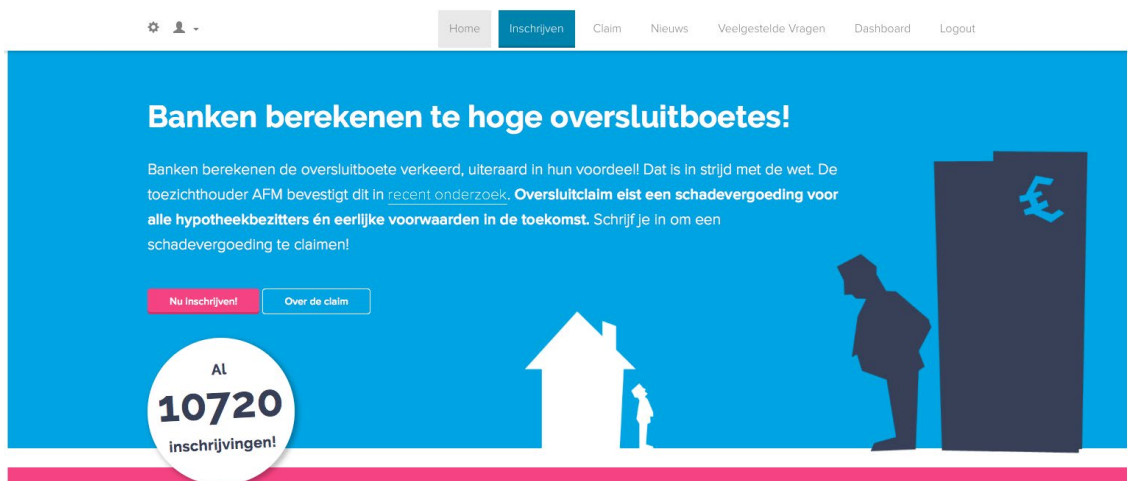 Home Inschrijven Claim Nieuws Veelgestelde Vragen Dashboard Logout
Banken berekenen te hoge oversluitboetes!
Banken berekenen de oversluitboete verkeerd, uiteraard in hun voordeel! Dat is in strijd met de wet. De
toezichthouder AFM bevestigt dit in recent onderzoek. Oversluitclaim eist een schadevergoeding voor
alle hypotheekbezitters én eerlijke voorwaarden in de toekomst. Schrijf je in om een
schadevergoeding te claimen!
Nu inschrijven! Over de claim
Al
10720
inschrijvingen!
£